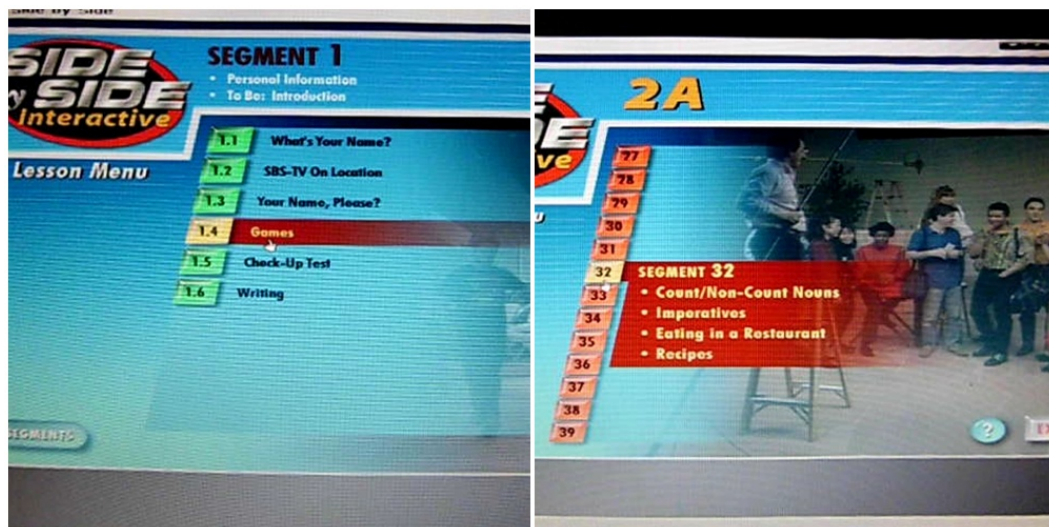 Side by Side
SIDE
SIDE
Interactive
Lesson Menu
SEGMENT 1
• Personal Information
• To Be: Introduction
1.1 What's Your Name?
1.2 SBS-TV On Location
1.3 Your Name, Please?
1.4 Games
1.5 Check-Up Test
1.6 Writing
SEGMENTS
2A
27
28
29
30
31
32 SEGMENT 32
33 • Count/Non-Count Nouns
34 • Imperatives
35 • Eating in a Restaurant
36 • Recipes
37
38
39
?